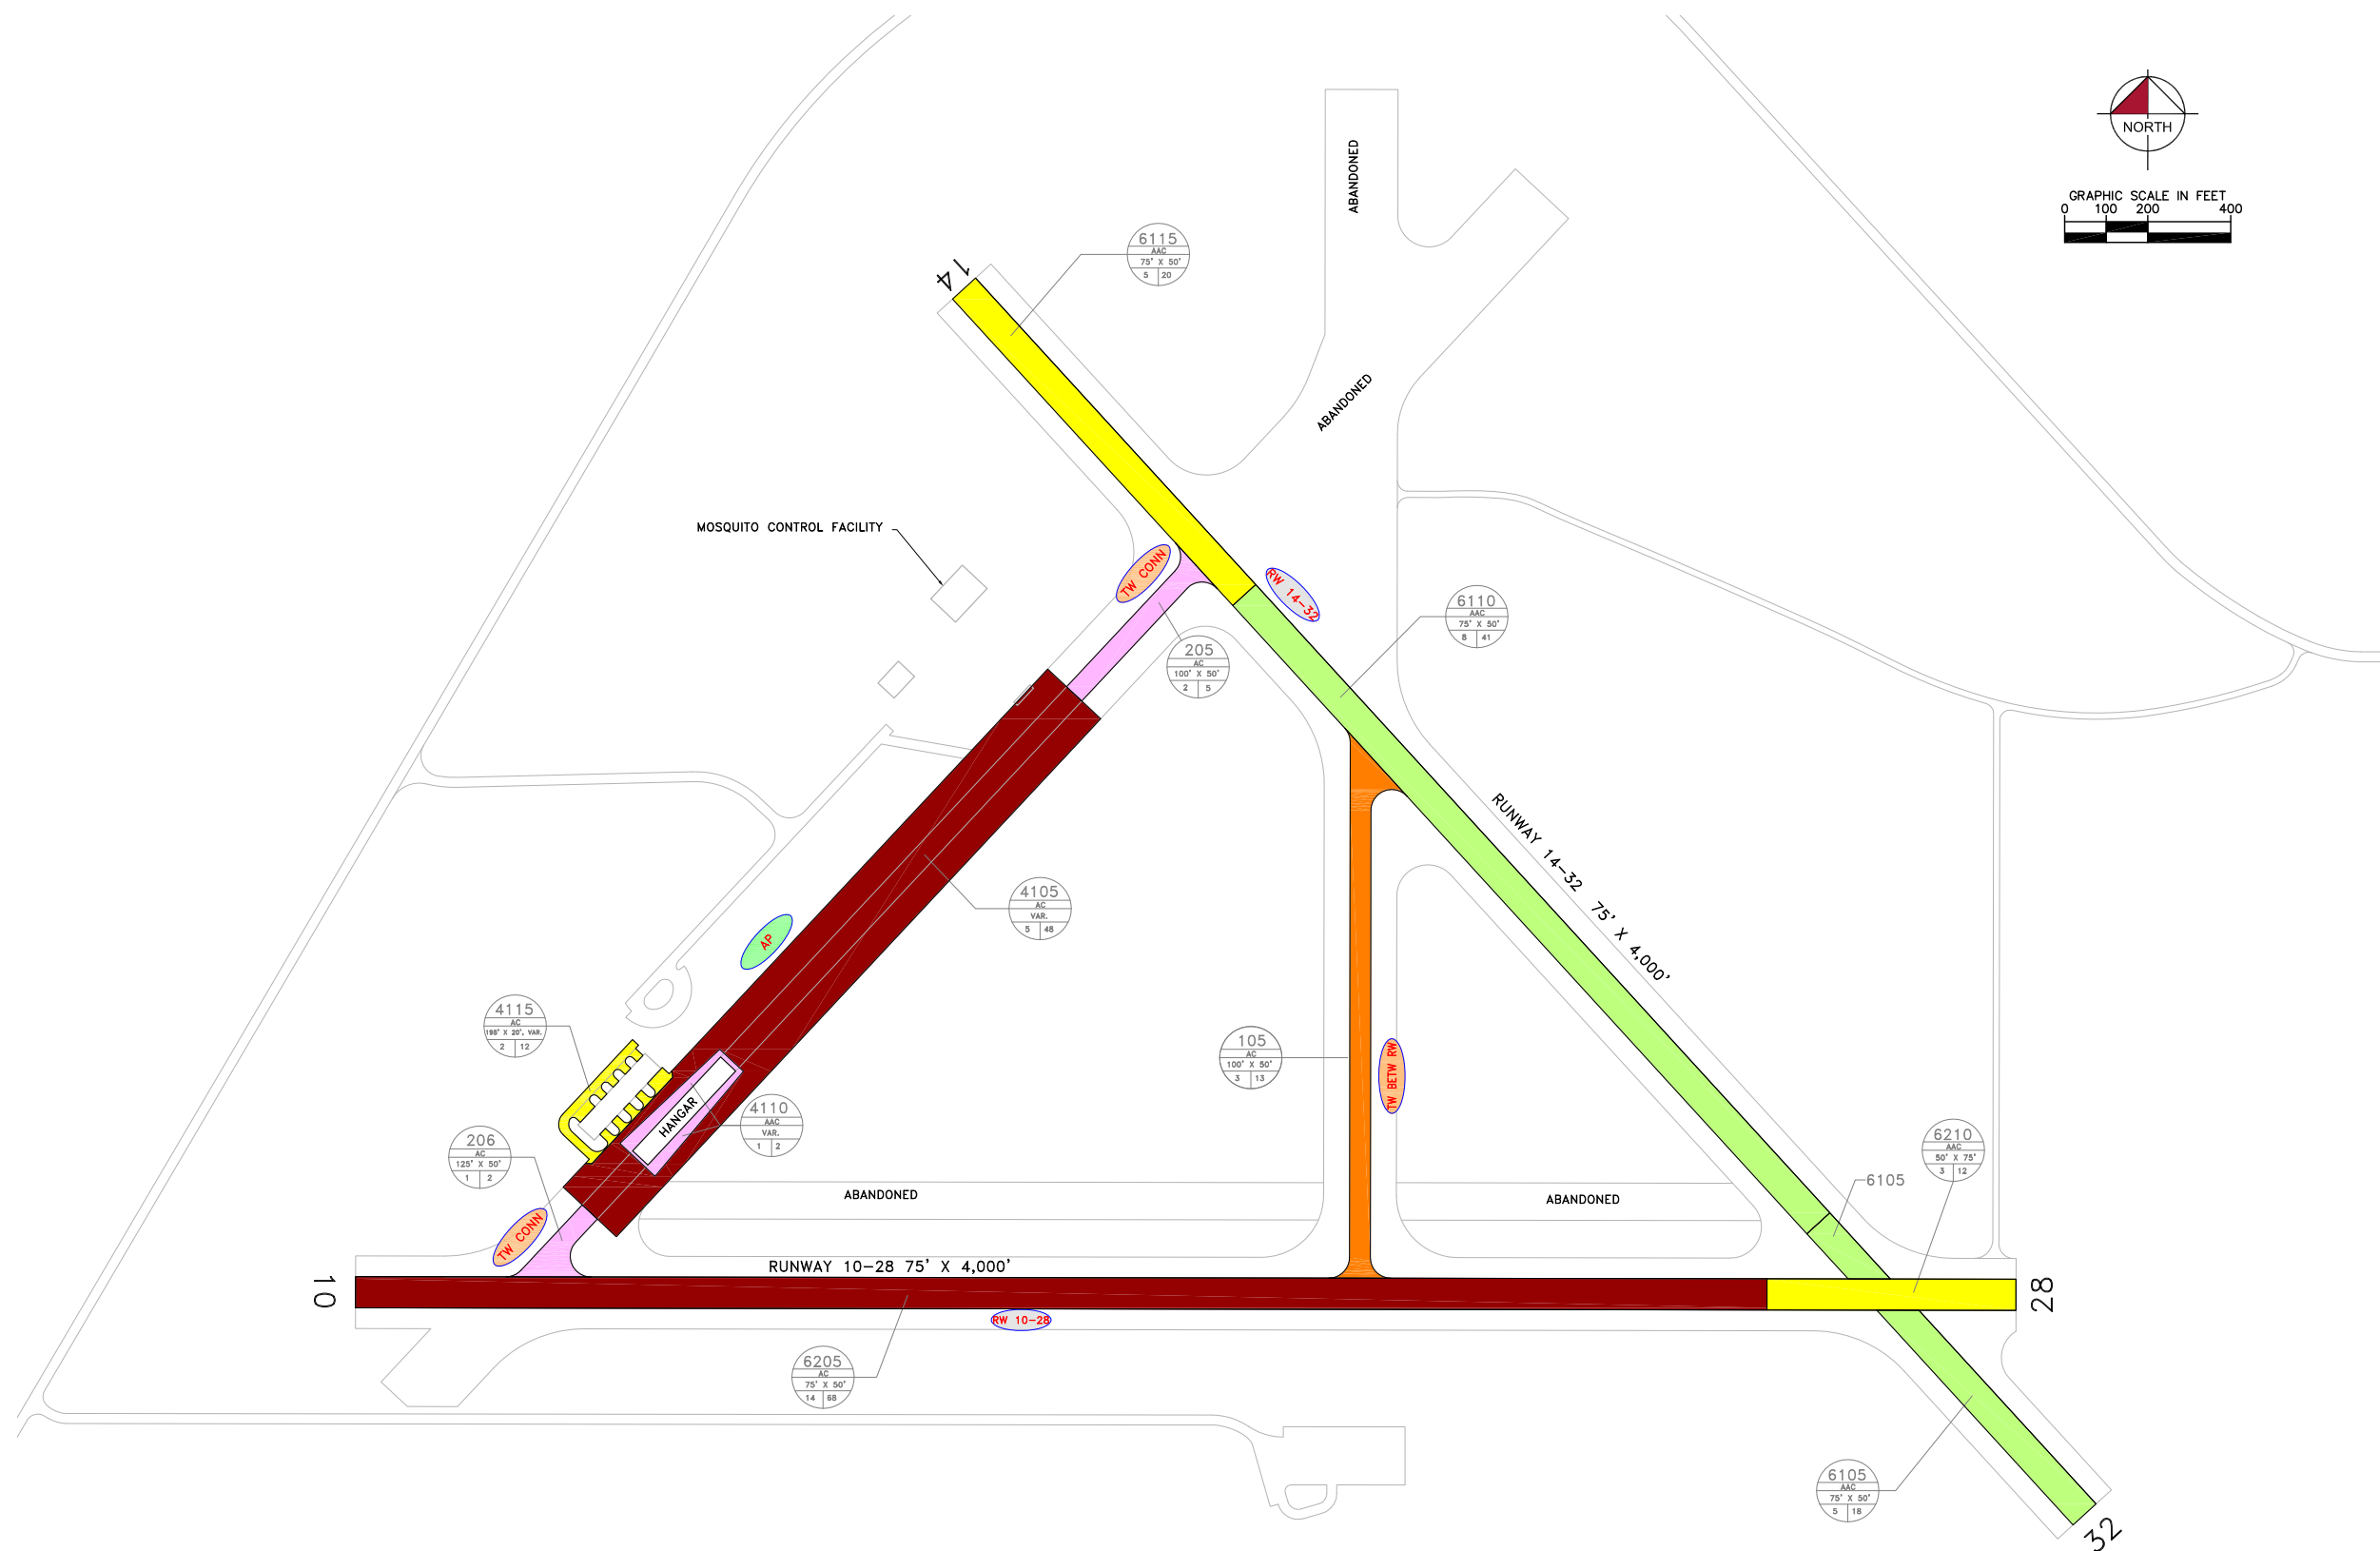 NORTH
GRAPHIC SCALE IN FEET
0 100 200 400
ABANDONED
6115
AAC
75' X 50'
5 20
14
ABANDONED
MOSQUITO CONTROL FACILITY
TW CONN
RW 14-32
6110
AAC
75' X 50'
8 41
205
AC
100' X 50'
2 5
RUNWAY 14-32 75' X 4,000'
4105
AC
VAR.
5 48
AP
4115
AC
198' X 20', VAR.
2 12
105
AC
100' X 50'
3 13
TW BETW RW
HANGAR
4110
AAC
VAR.
1 2
206
AC
125' X 50'
1 2
6210
AAC
50' X 75'
3 12
6105
ABANDONED
ABANDONED
TW CONN
RUNWAY 10-28 75' X 4,000'
10
28
RW 10-28
6205
AC
75' X 50'
14 68
6105
AAC
75' X 50'
5 18
32